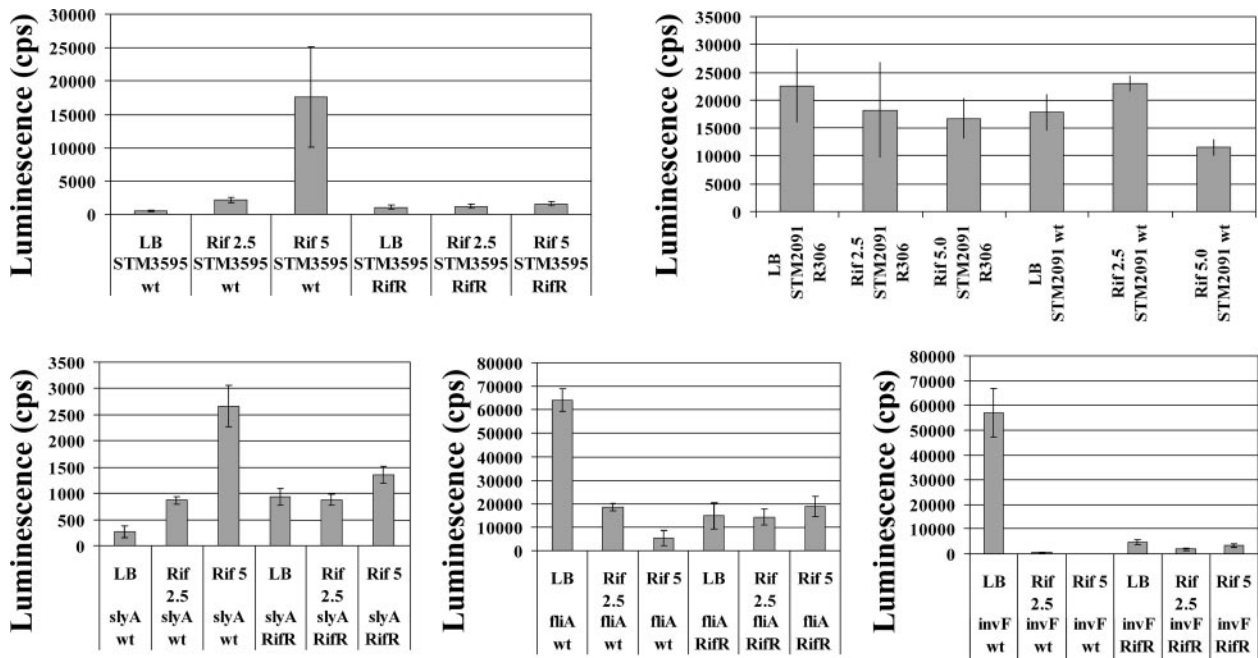 Luminescence (cps)
30000
25000
20000
15000
10000
5000
0
LB Rif 2.5 Rif 5 LB Rif 2.5 Rif 5
STM3595 STM3595 STM3595 STM3595 STM3595 STM3595
wt wt wt RifR RifR RifR
Luminescence (cps)
35000
30000
25000
20000
15000
10000
5000
0
LB
STM2091
R306
Rif 2.5
STM2091
R306
Rif 5.0
STM2091
R306
LB
STM2091 wt
Rif 2.5
STM2091 wt
Rif 5.0
STM2091 wt
Luminescence (cps)
3500
3000
2500
2000
1500
1000
500
0
LB Rif Rif 5 LB Rif Rif 5
2.5 2.5
slyA slyA slyA slyA slyA slyA
wt wt wt RifR RifR RifR
Luminescence (cps)
80000
70000
60000
50000
40000
30000
20000
10000
0
LB Rif Rif 5 LB Rif Rif 5
2.5 2.5
fliA fliA fliA fliA fliA fliA
wt wt wt RifR RifR RifR
Luminescence (cps)
80000
70000
60000
50000
40000
30000
20000
10000
0
LB Rif Rif 5 LB Rif Rif 5
2.5 2.5
invF invF invF invF invF invF
wt wt wt RifR RifR RifR